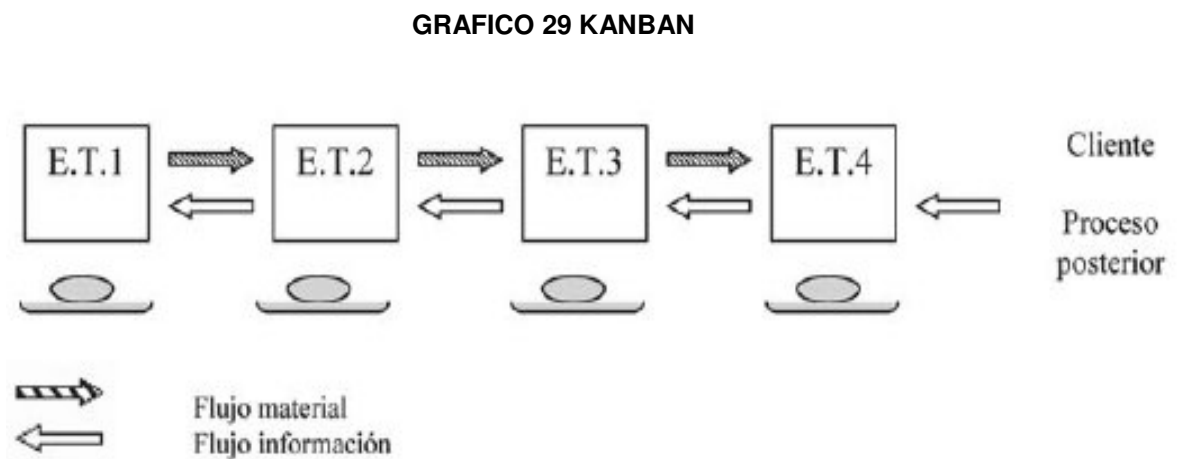 GRAFICO 29 KANBAN
E.T.1
E.T.2
E.T.3
E.T.4
Cliente
Proceso
posterior
Flujo material
Flujo información